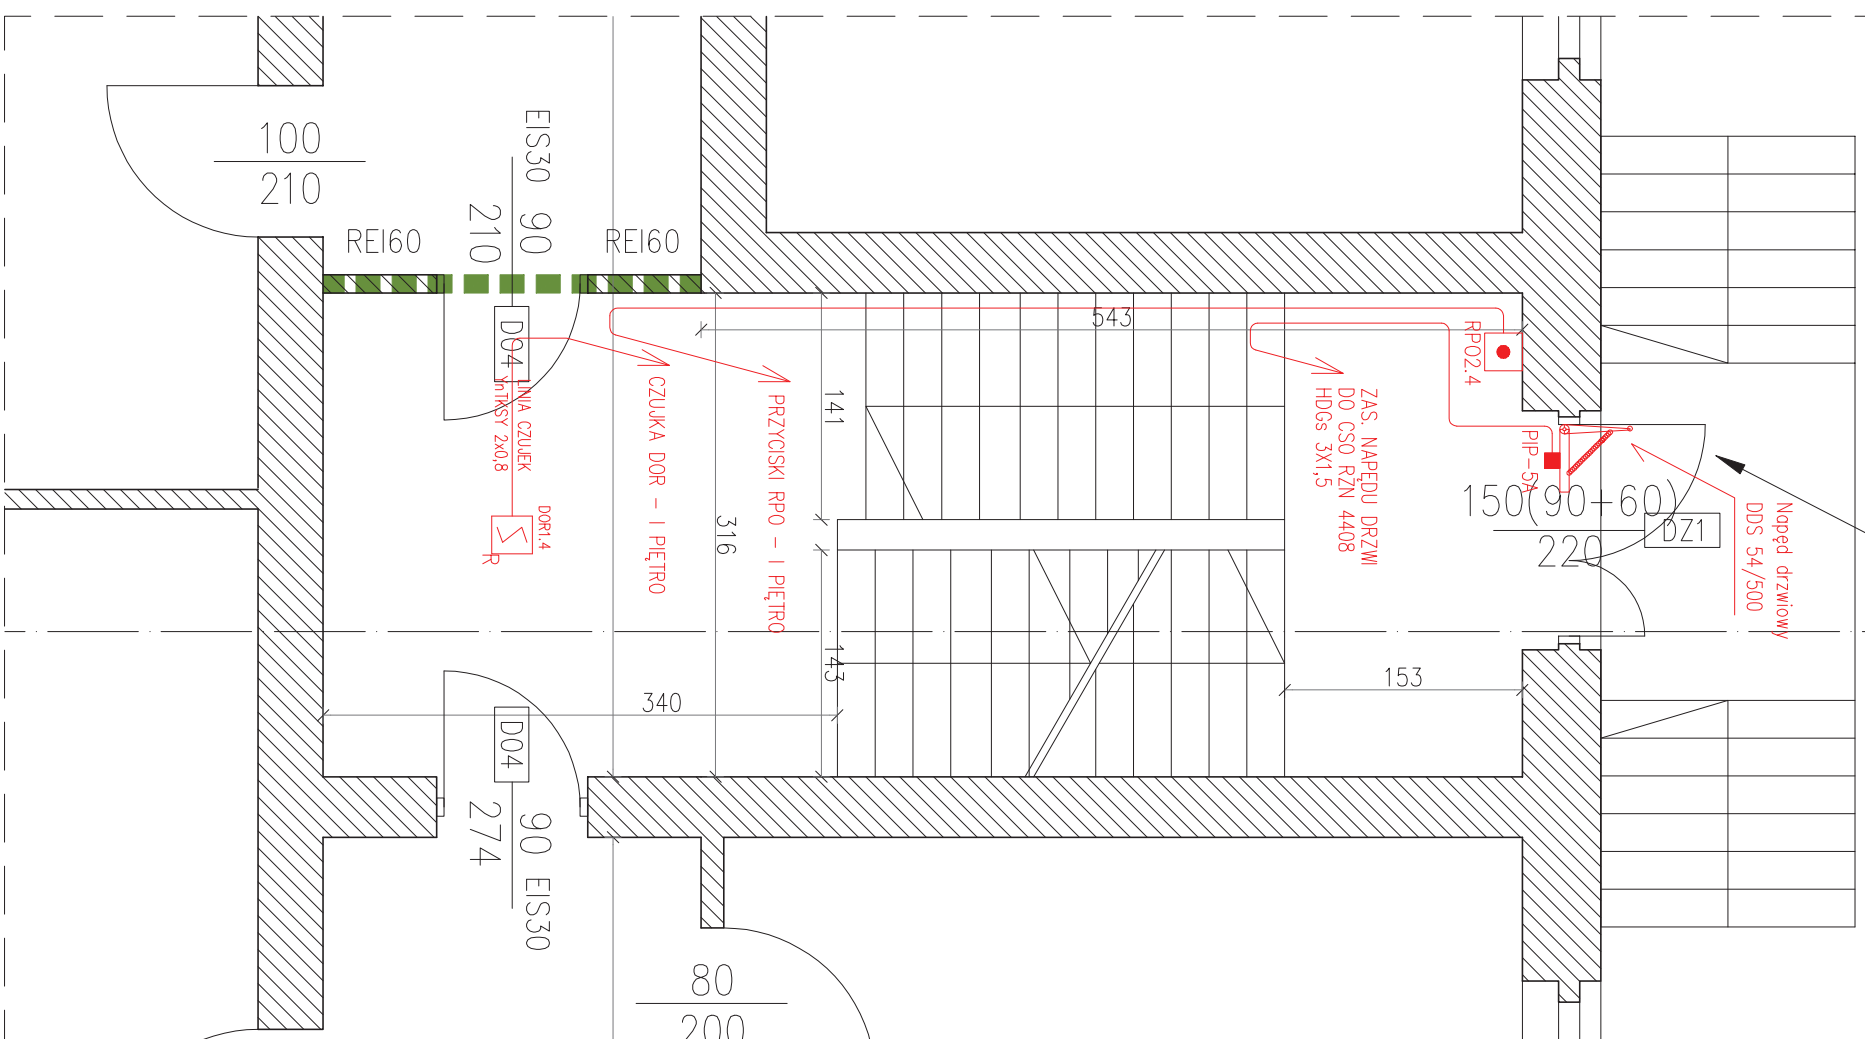 100
210
REI60
EIS30 90
210
REI60
D04
LINIA CZUJEK
YnTKSY 2x0,8
DOR1.4
R
CZUJKA DOR - I PIĘTRO
PRZYCISKI RPO - I PIĘTRO
543
141
316
143
340
153
ZAS. NAPĘDU DRZWI
DO CSO RZN 4408
HDGs 3X1,5
RPO2.4
PIP-5A
150(90+60)
220
DZ1
Napęd drzwiowy
DDS 54/500
D04
90 EIS30
274
80
200